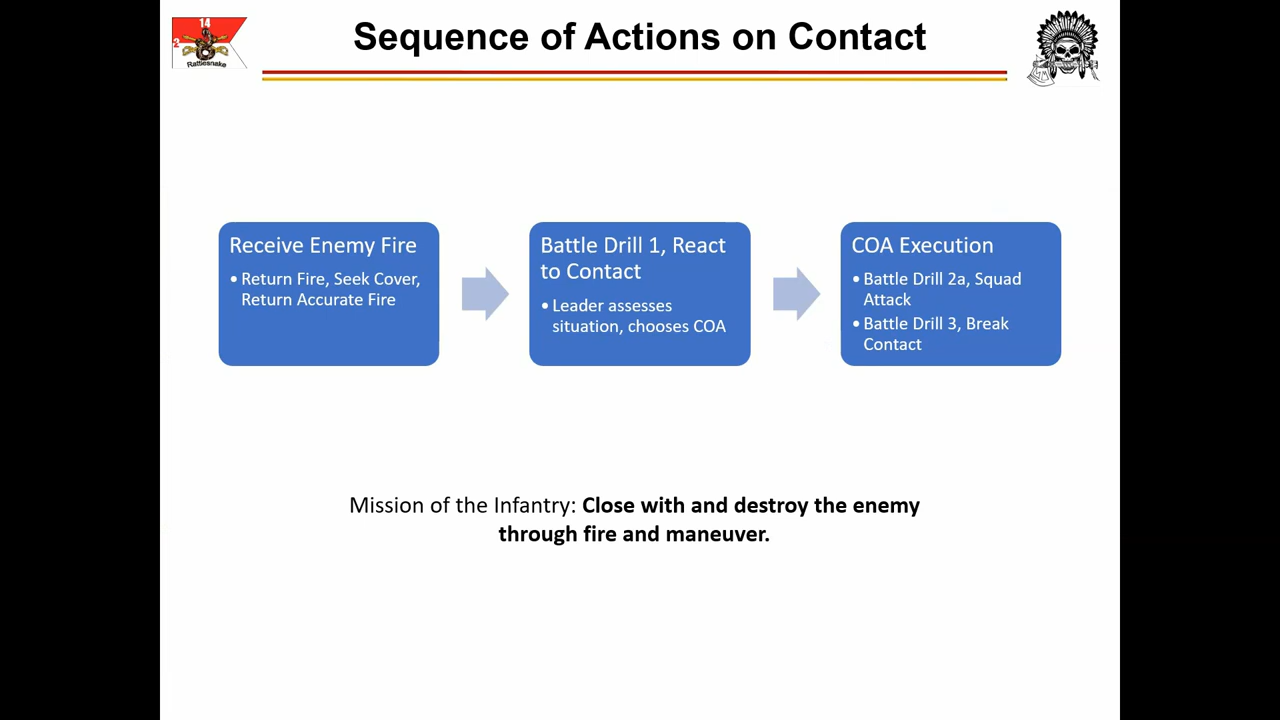 14
2
Rattlesnake
Sequence of Actions on Contact
Receive Enemy Fire
• Return Fire, Seek Cover,
Return Accurate Fire
Battle Drill 1, React
to Contact
• Leader assesses
situation, chooses COA
COA Execution
• Battle Drill 2a, Squad
Attack
• Battle Drill 3, Break
Contact
Mission of the Infantry: Close with and destroy the enemy
through fire and maneuver.